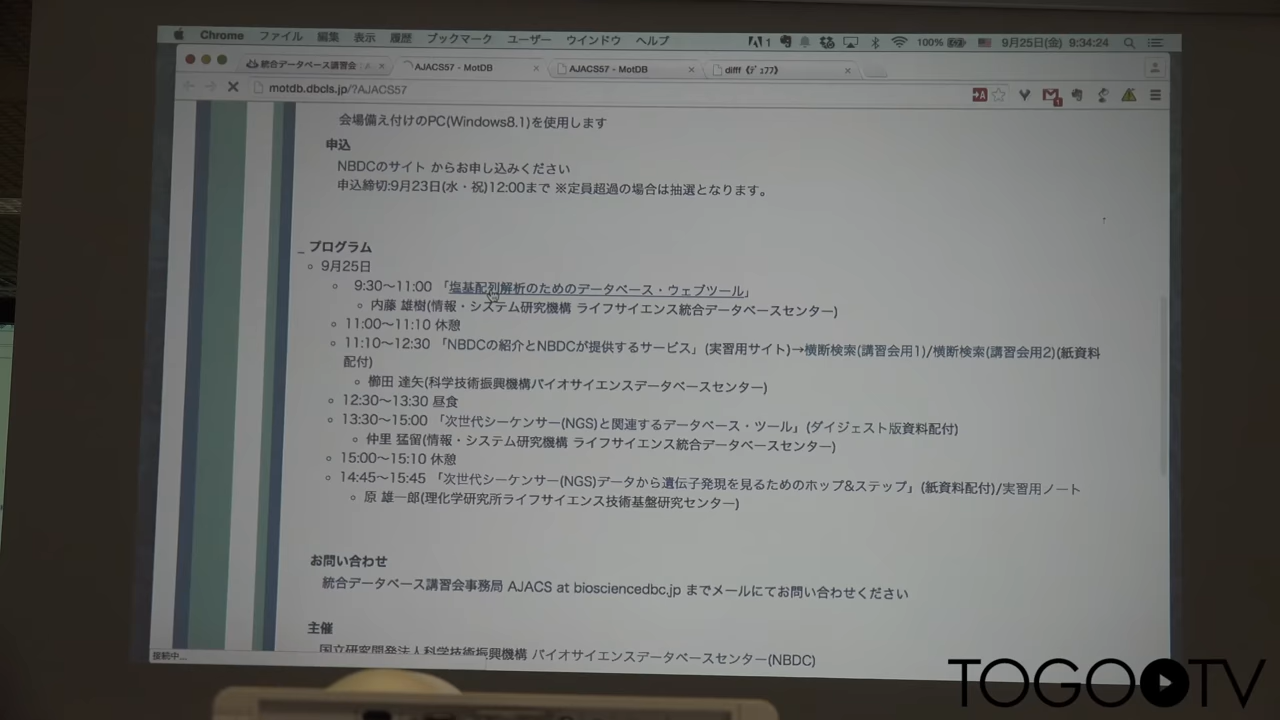 Chrome ファイル 編集 表示 履歴 ブックマーク ユーザー ウインドウ ヘルプ 1 100% 9月25日(金) 9:34:24
統合データベース講習会 AJACS57 - MotDB AJACS57 - MotDB difff《ﾃﾞｭﾌﾌ》
motdb.dbcls.jp/?AJACS57
会場備え付けのPC(Windows8.1)を使用します
申込
NBDCのサイト からお申し込みください
申込締切:9月23日(水・祝)12:00まで ※定員超過の場合は抽選となります。
プログラム
9月25日
9:30〜11:00 「塩基配列解析のためのデータベース・ウェブツール」
内藤 雄樹(情報・システム研究機構 ライフサイエンス統合データベースセンター)
11:00〜11:10 休憩
11:10〜12:30 「NBDCの紹介とNBDCが提供するサービス」(実習用サイト)→横断検索(講習会用1)/横断検索(講習会用2)(紙資料
配付)
櫛田 達矢(科学技術振興機構バイオサイエンスデータベースセンター)
12:30〜13:30 昼食
13:30〜15:00 「次世代シーケンサー(NGS)と関連するデータベース・ツール」(ダイジェスト版資料配付)
仲里 猛留(情報・システム研究機構 ライフサイエンス統合データベースセンター)
15:00〜15:10 休憩
14:45〜15:45 「次世代シーケンサー(NGS)データから遺伝子発現を見るためのホップ&ステップ」(紙資料配付)/実習用ノート
原 雄一郎(理化学研究所ライフサイエンス技術基盤研究センター)
お問い合わせ
統合データベース講習会事務局 AJACS at biosciencedbc.jp までメールにてお問い合わせください
主催
国立研究開発法人科学技術振興機構 バイオサイエンスデータベースセンター(NBDC)
接続中...
TOGOTV